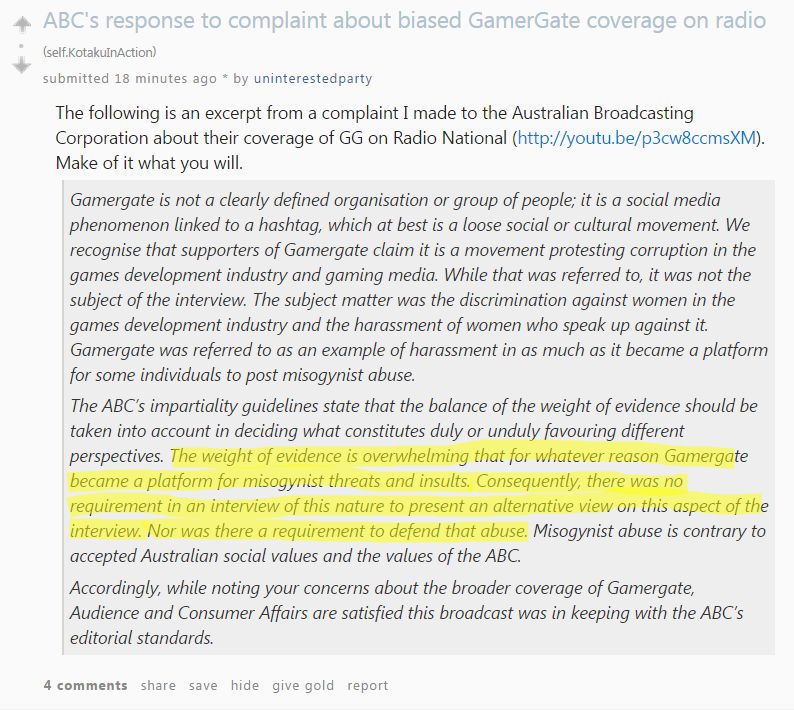 ABC's response to complaint about biased GamerGate coverage on radio
(self.KotakuInAction)
submitted 18 minutes ago * by uninterestedparty
The following is an excerpt from a complaint I made to the Australian Broadcasting
Corporation about their coverage of GG on Radio National (http://youtu.be/p3cw8ccmsXM).
Make of it what you will.
Gamergate is not a clearly defined organisation or group of people; it is a social media
phenomenon linked to a hashtag, which at best is a loose social or cultural movement. We
recognise that supporters of Gamergate claim it is a movement protesting corruption in the
games development industry and gaming media. While that was referred to, it was not the
subject of the interview. The subject matter was the discrimination against women in the
games development industry and the harassment of women who speak up against it.
Gamergate was referred to as an example of harassment in as much as it became a platform
for some individuals to post misogynist abuse.
The ABC's impartiality guidelines state that the balance of the weight of evidence should be
taken into account in deciding what constitutes duly or unduly favouring different
perspectives. The weight of evidence is overwhelming that for whatever reason Gamergate
became a platform for misogynist threats and insults. Consequently, there was no
requirement in an interview of this nature to present an alternative view on this aspect of the
interview. Nor was there a requirement to defend that abuse. Misogynist abuse is contrary to
accepted Australian social values and the values of the ABC.
Accordingly, while noting your concerns about the broader coverage of Gamergate,
Audience and Consumer Affairs are satisfied this broadcast was in keeping with the ABC's
editorial standards.
4 comments share save hide give gold report